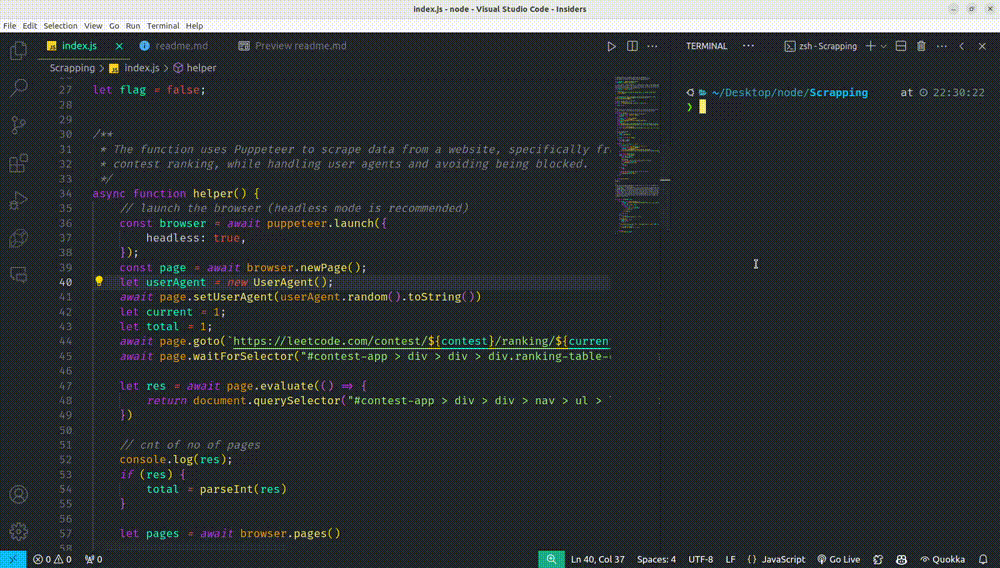 index.js - node - Visual Studio Code - Insiders
File Edit Selection View Go Run Terminal Help
index.js readme.md Preview readme.md
Scrapping > index.js > helper
27 let flag = false;
28
29
30 /**
31 * The function uses Puppeteer to scrape data from a website, specifically fr
32 * contest ranking, while handling user agents and avoiding being blocked.
33 */
34 async function helper() {
35 // launch the browser (headless mode is recommended)
36 const browser = await puppeteer.launch({
37 headless: true,
38 });
39 const page = await browser.newPage();
40 let userAgent = new UserAgent();
41 await page.setUserAgent(userAgent.random().toString())
42 let current = 1;
43 let total = 1;
44 await page.goto(`https://leetcode.com/contest/${contest}/ranking/${curren
45 await page.waitForSelector("#contest-app > div > div > div.ranking-table-
46
47 let res = await page.evaluate(() => {
48 return document.querySelector("#contest-app > div > div > nav > ul >
49 })
50
51 // cnt of no of pages
52 console.log(res);
53 if (res) {
54 total = parseInt(res)
55 }
56
57 let pages = await browser.pages()
58
TERMINAL zsh - Scrapping
~/Desktop/node/Scrapping at 22:30:22
❯
0 0 0 Ln 40, Col 37 Spaces: 4 UTF-8 LF {} JavaScript Go Live Quokka